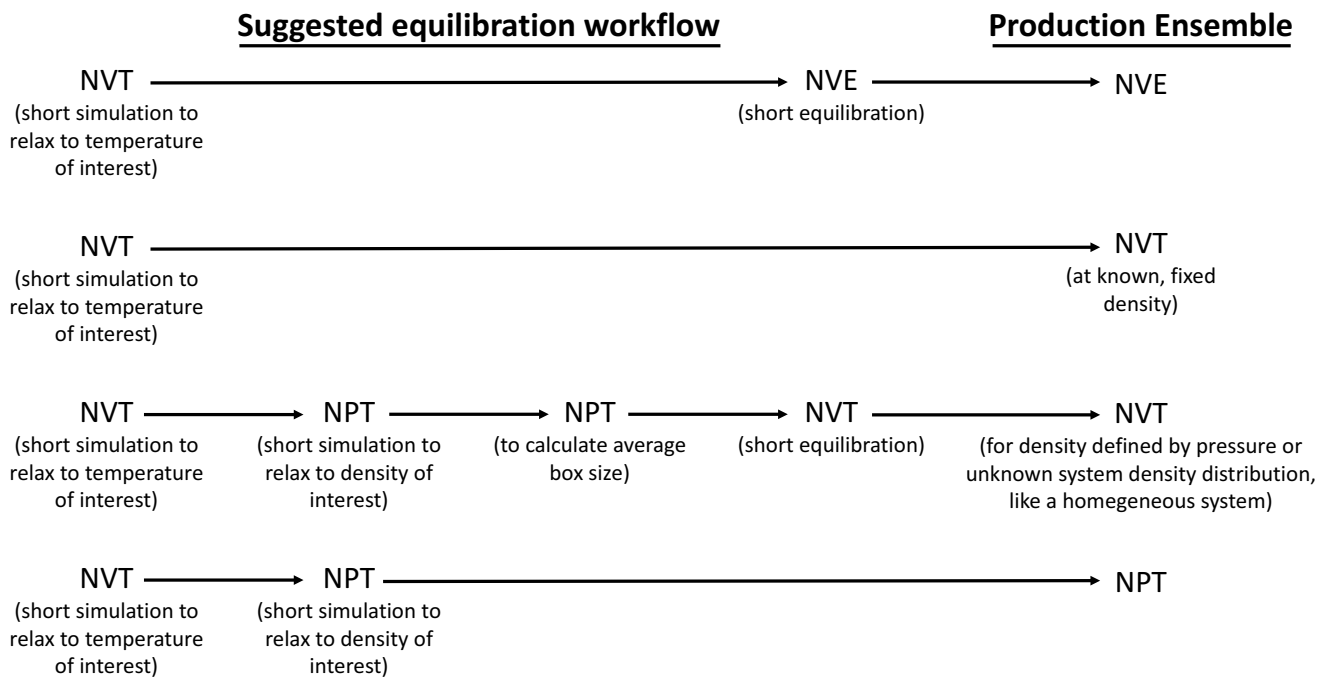 Suggested equilibration workflow
Production Ensemble
NVT
(short simulation to
relax to temperature
of interest)
NVE
(short equilibration)
NVE
NVT
(short simulation to
relax to temperature
of interest)
NVT
(at known, fixed
density)
NVT
(short simulation to
relax to temperature
of interest)
NPT
(short simulation to
relax to density of
interest)
NPT
(to calculate average
box size)
NVT
(short equilibration)
NVT
(for density defined by pressure or
unknown system density distribution,
like a homegeneous system)
NVT
(short simulation to
relax to temperature
of interest)
NPT
(short simulation to
relax to density of
interest)
NPT